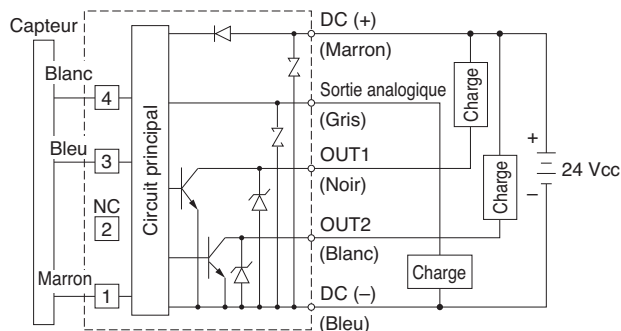 Capteur
DC (+)
(Marron)
Blanc
4
Sortie analogique
(Gris)
Charge
Bleu
3
Circuit principal
OUT1
(Noir)
Charge
+
24 Vcc
−
NC
2
OUT2
(Blanc)
Marron
1
Charge
DC (−)
(Bleu)